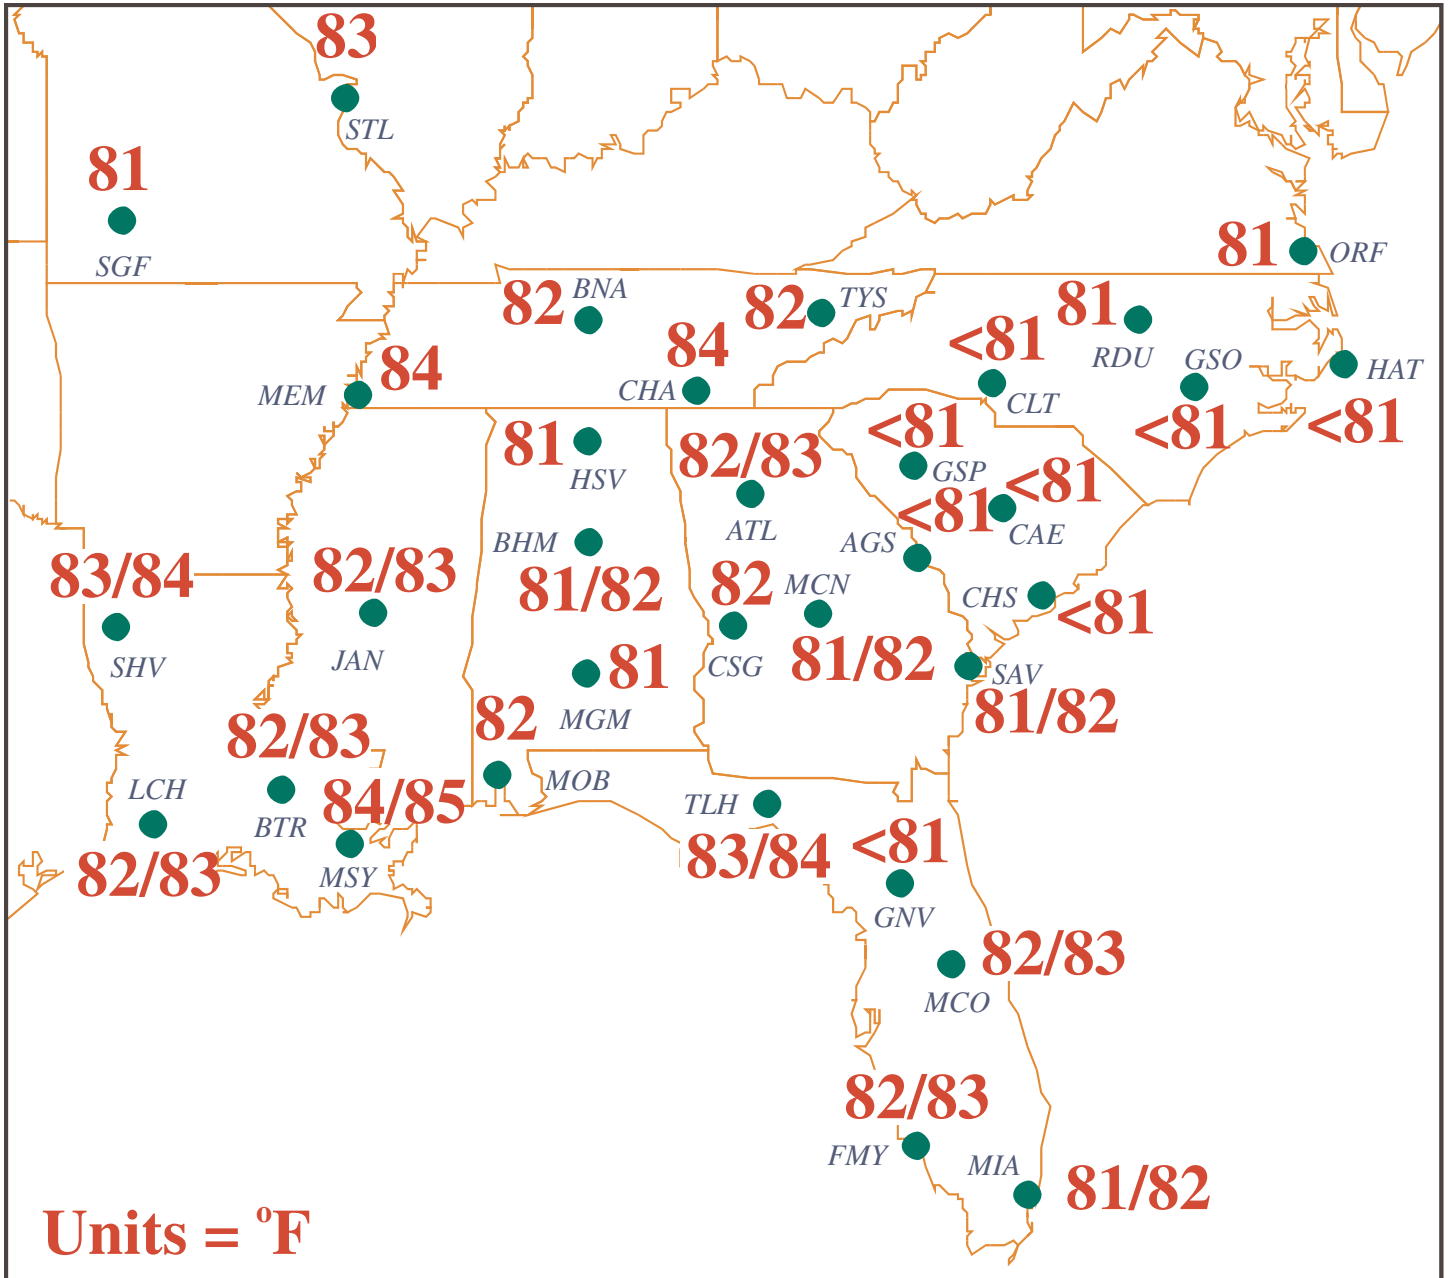 83
STL
81
SGF
81
ORF
BNA
82
82
TYS
81
RDU
<81
CLT
GSO
<81
HAT
<81
84
CHA
MEM
84
81
HSV
82/83
ATL
<81
GSP
<81
CAE
<81
AGS
BHM
81/82
83/84
SHV
82/83
JAN
82
CSG
MCN
81/82
CHS
<81
SAV
81/82
81
MGM
82
MOB
82/83
BTR
LCH
82/83
84/85
MSY
TLH
83/84
<81
GNV
82/83
MCO
82/83
FMY
MIA
81/82
Units = °F